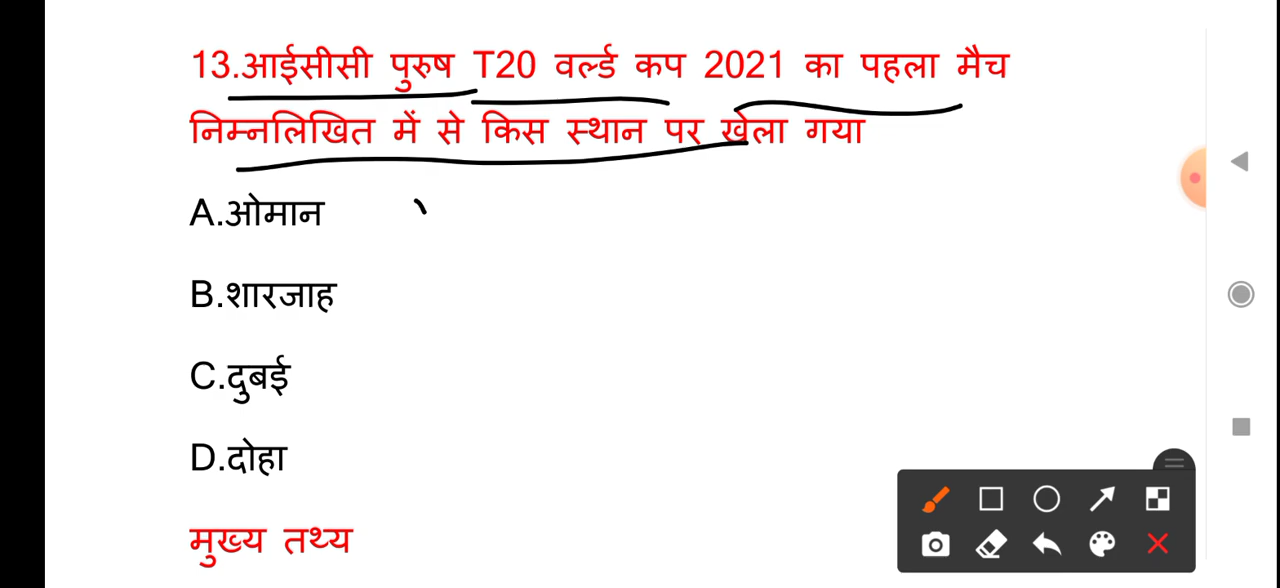 13.आईसीसी पुरुष T20 वर्ल्ड कप 2021 का पहला मैच
निम्नलिखित में से किस स्थान पर खेला गया
A.ओमान
B.शारजाह
C.दुबई
D.दोहा
मुख्य तथ्य